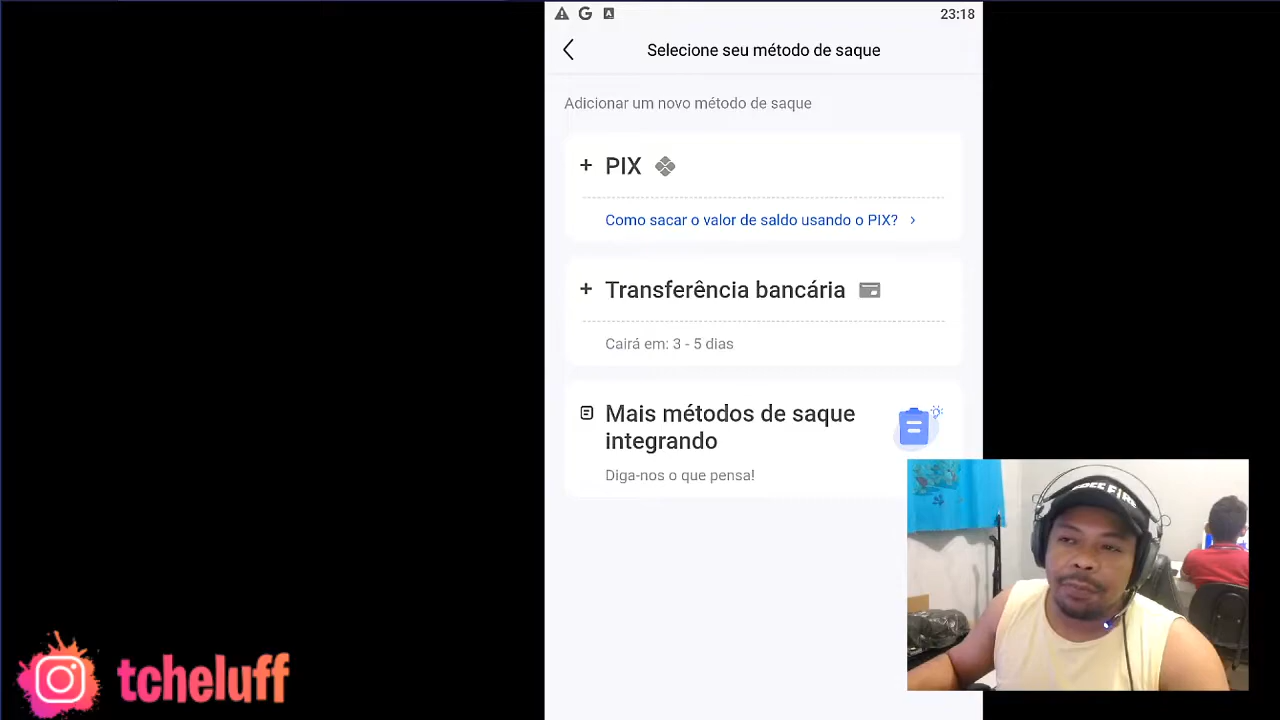 23:18
Selecione seu método de saque
Adicionar um novo método de saque
+ PIX
Como sacar o valor de saldo usando o PIX? >
+ Transferência bancária
Cairá em: 3 - 5 dias
Mais métodos de saque
integrando
Diga-nos o que pensa!
FREE FIRE
tcheluff